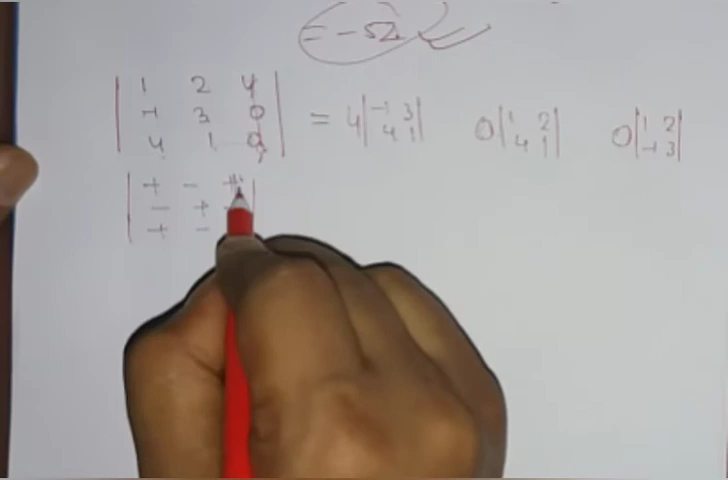 = -52
| 1 2 4 |
| -1 3 0 | = 4 | -1 3 | 0 | 1 2 | 0 | 1 2 |
| 4 1 0 | | 4 1 | | 4 1 | | -1 3 |
| + - + |
| - + - |
| + - |